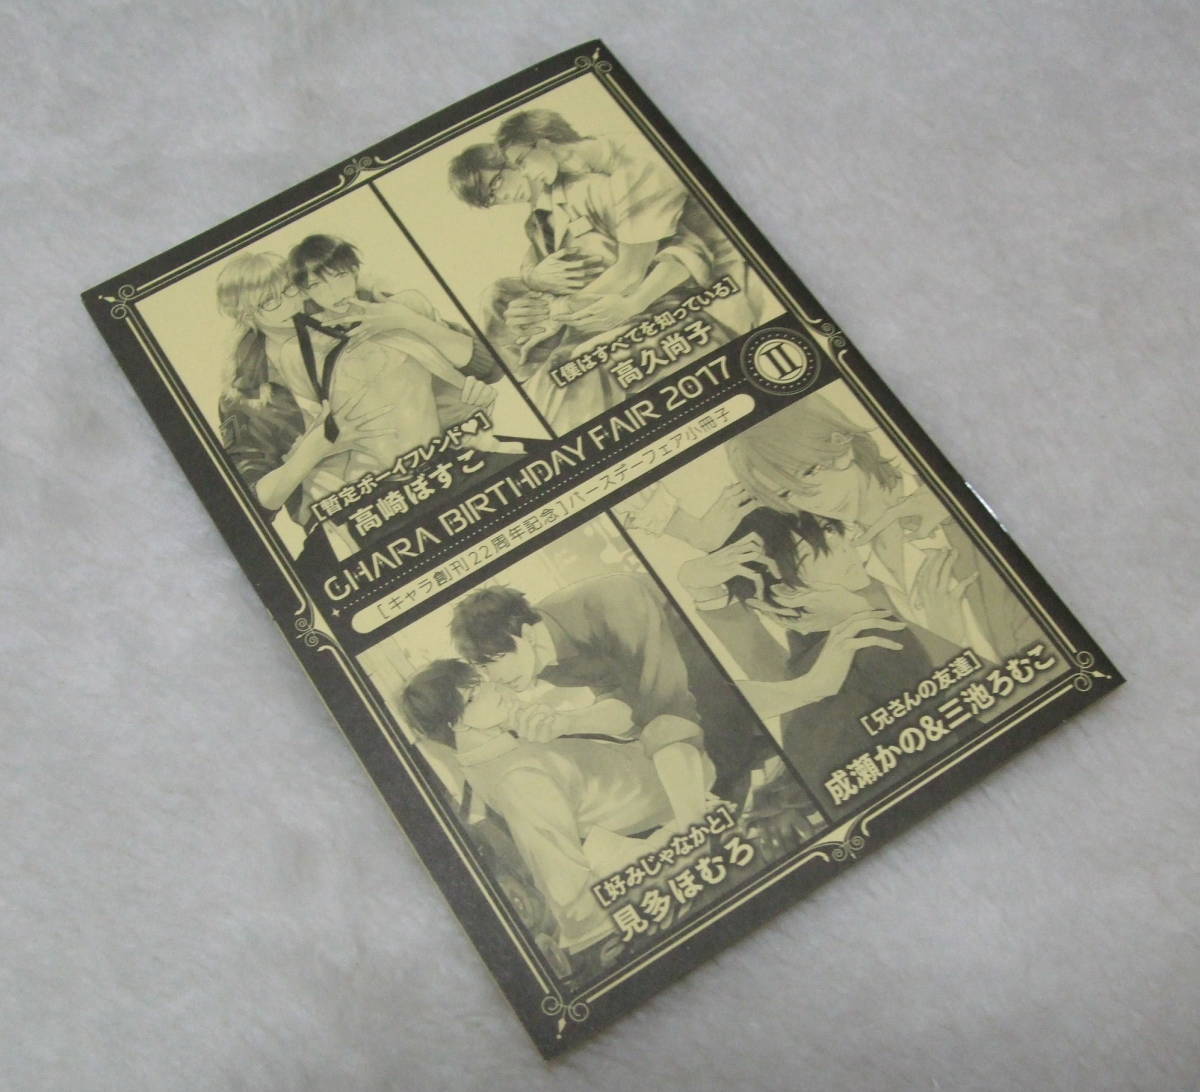 [暫定ボーイフレンド♥]
高崎ぼすこ
[僕はすべてを知っている]
高久尚子
CHARA BIRTHDAY FAIR 2017
II
[キャラ創刊22周年記念]バースデーフェア小冊子
[好みじゃなかと]
見多ほむろ
[兄さんの友達]
成瀬かの&三池ろむこ